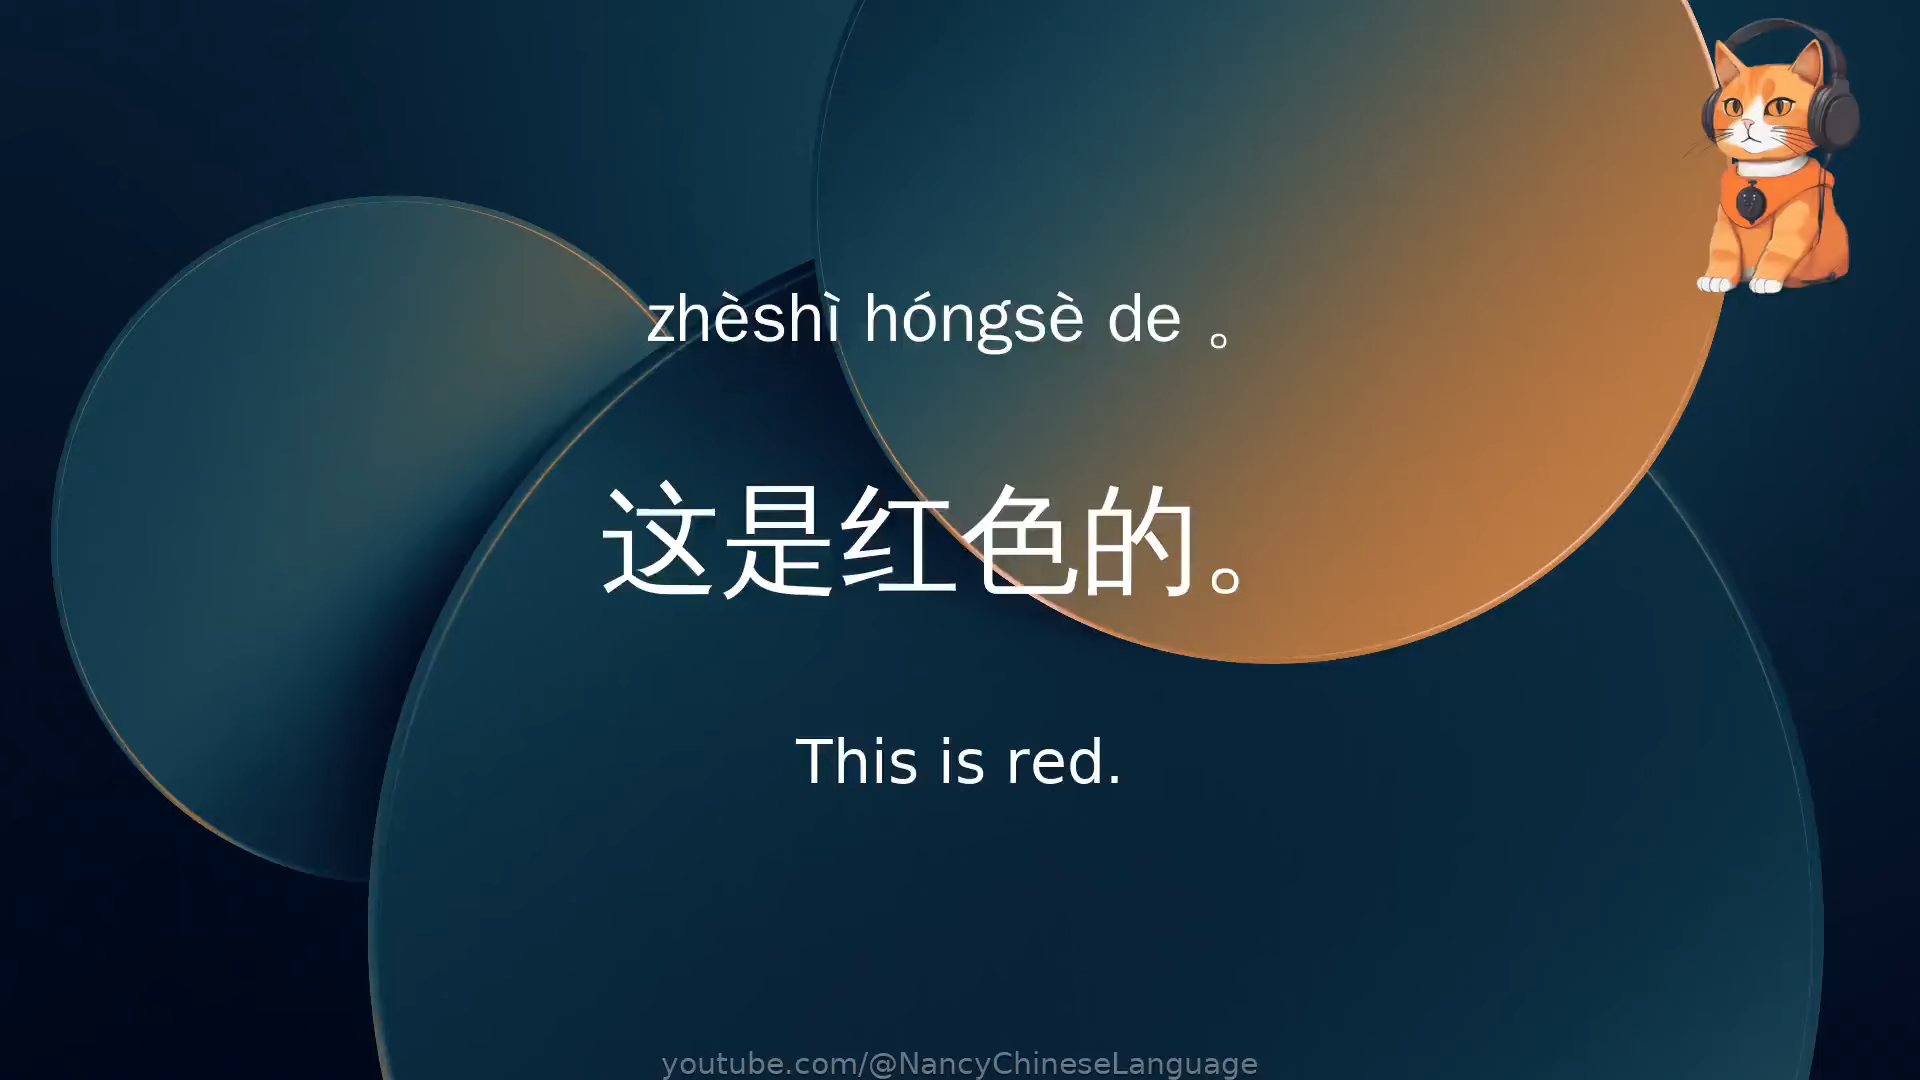 zhèshì hóngsè de 。
这是红色的。
This is red.
youtube.com/@NancyChineseLanguage